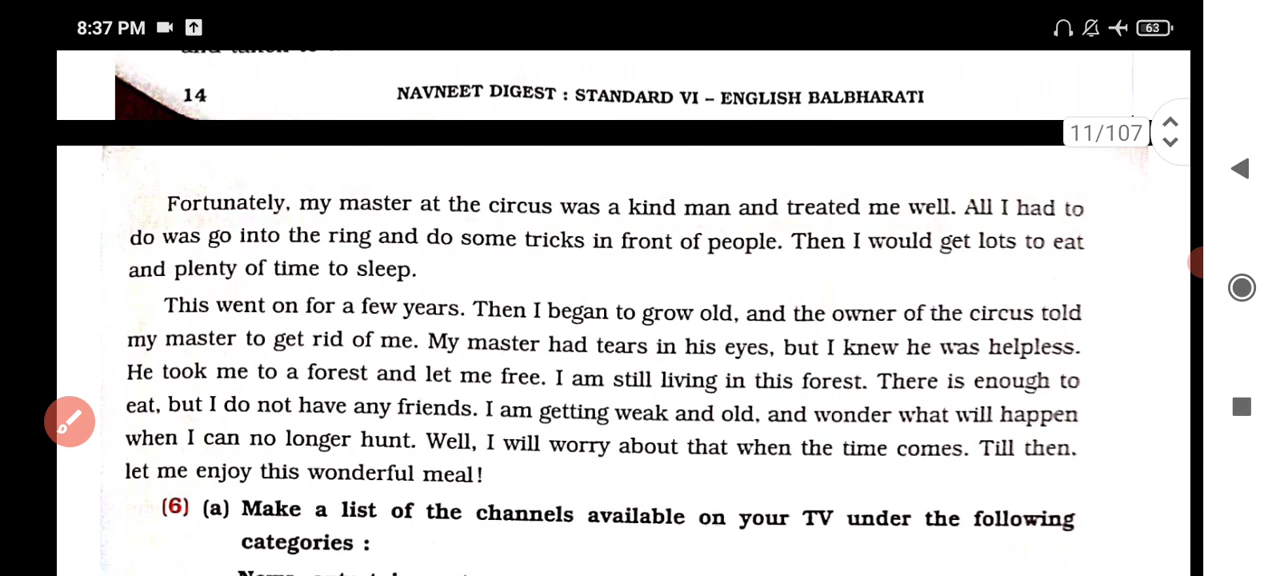 8:37 PM
63
14 NAVNEET DIGEST : STANDARD VI – ENGLISH BALBHARATI
11/107
Fortunately, my master at the circus was a kind man and treated me well. All I had to
do was go into the ring and do some tricks in front of people. Then I would get lots to eat
and plenty of time to sleep.
This went on for a few years. Then I began to grow old, and the owner of the circus told
my master to get rid of me. My master had tears in his eyes, but I knew he was helpless.
He took me to a forest and let me free. I am still living in this forest. There is enough to
eat, but I do not have any friends. I am getting weak and old, and wonder what will happen
when I can no longer hunt. Well, I will worry about that when the time comes. Till then,
let me enjoy this wonderful meal!
(6) (a) Make a list of the channels available on your TV under the following
categories :